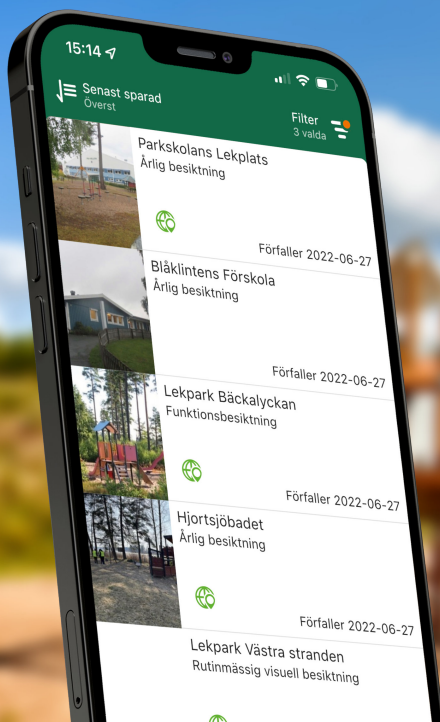 15:14
Senast sparad
Överst
Filter
3 valda
Parkskolans Lekplats
Årlig besiktning
Förfaller 2022-06-27
Blåklintens Förskola
Årlig besiktning
Förfaller 2022-06-27
Lekpark Bäckalyckan
Funktionsbesiktning
Förfaller 2022-06-27
Hjortsjöbadet
Årlig besiktning
Förfaller 2022-06-27
Lekpark Västra stranden
Rutinmässig visuell besiktning